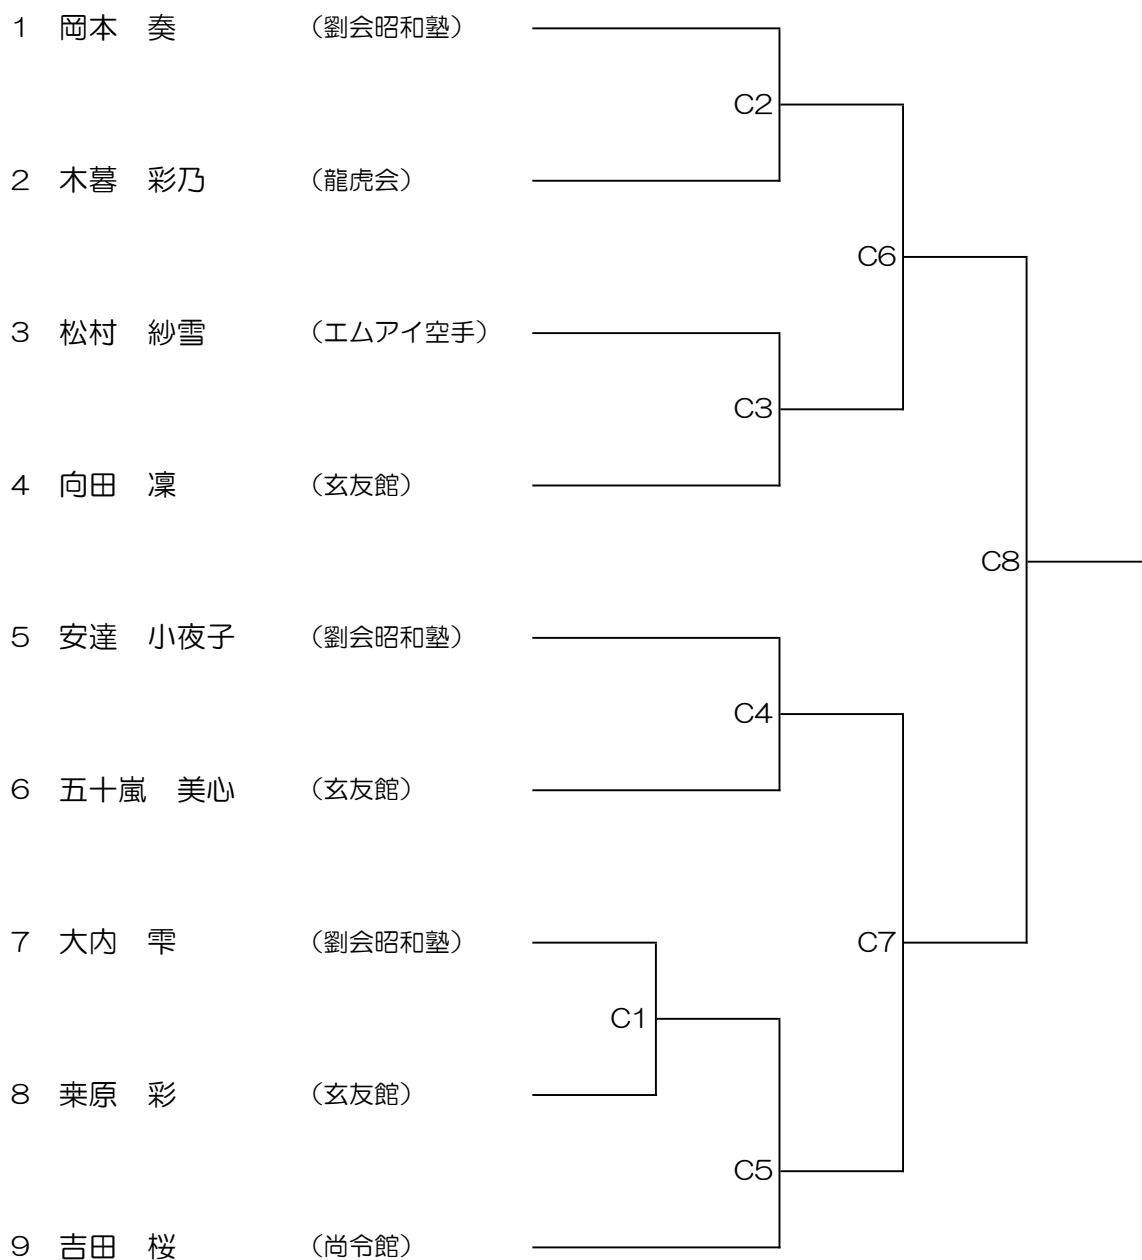 1 岡本 奏 （劉会昭和塾）
C2
2 木暮 彩乃 （龍虎会）
C6
3 松村 紗雪 （エムアイ空手）
C3
4 向田 凜 （玄友館）
C8
5 安達 小夜子 （劉会昭和塾）
C4
6 五十嵐 美心 （玄友館）
7 大内 雫 （劉会昭和塾）
C7
C1
8 桒原 彩 （玄友館）
C5
9 吉田 桜 （尚令館）